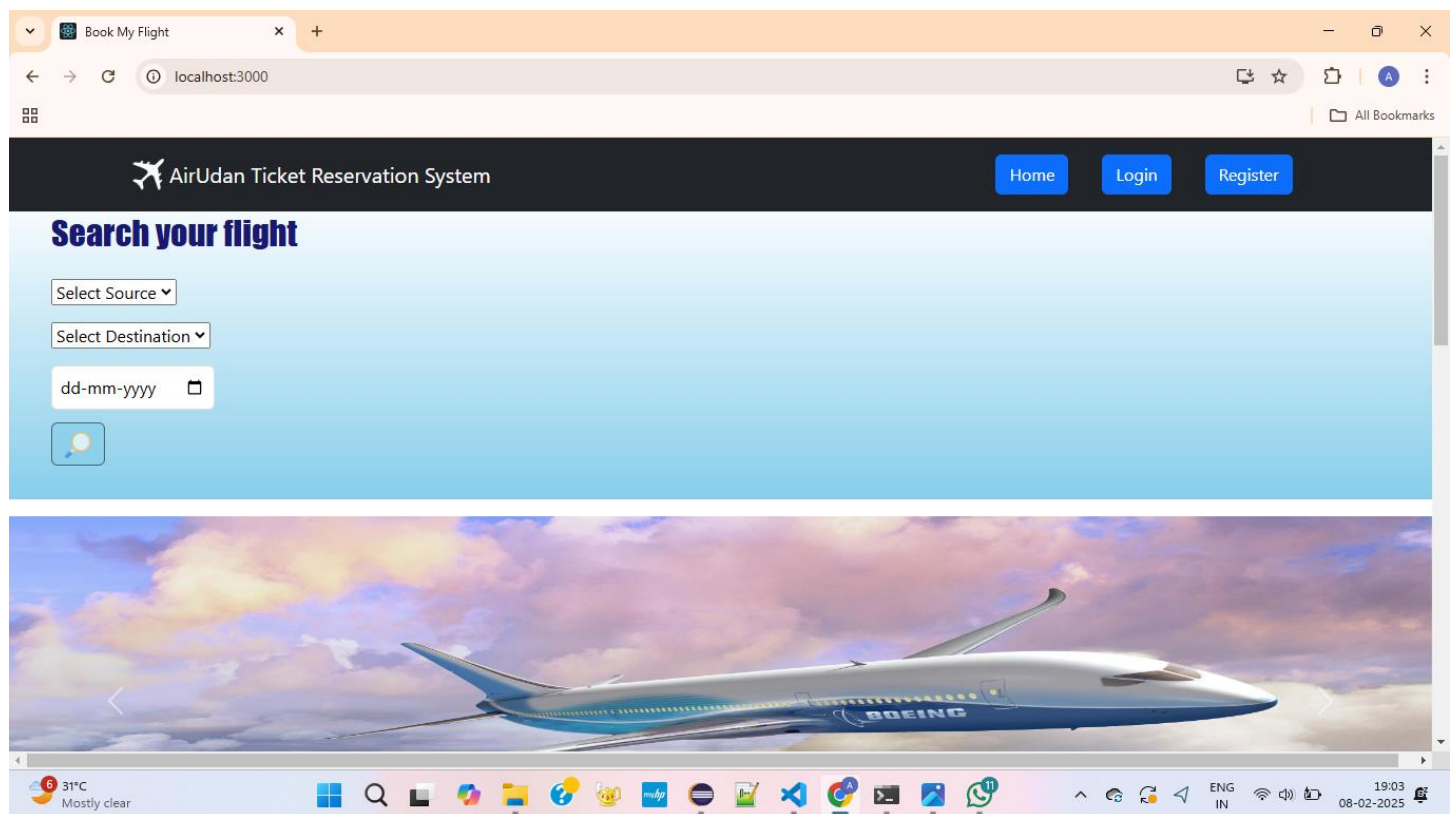 Book My Flight
localhost:3000
A
All Bookmarks
AirUdan Ticket Reservation System
Home
Login
Register
Search your flight
Select Source
Select Destination
dd-mm-yyyy
BOEING
6
31°C
Mostly clear
myhp
A
11
ENG
IN
19:03
08-02-2025